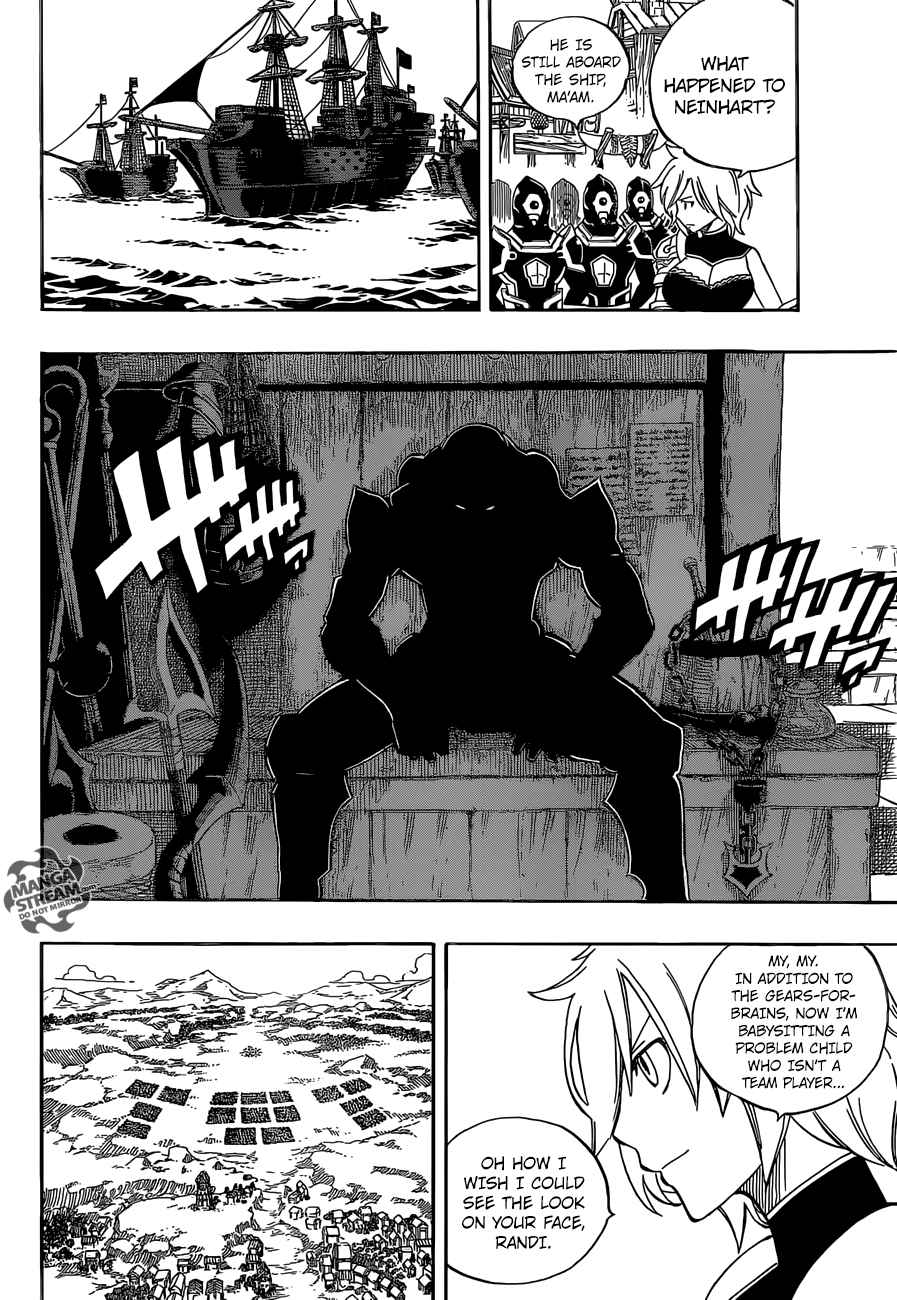 WHAT
HAPPENED TO
NEINHART?
HE IS
STILL ABOARD
THE SHIP,
MA'AM.
MANGA
STREAM.com
DO NOT MIRROR
MY, MY.
IN ADDITION TO
THE GEARS-FOR-
BRAINS, NOW I'M
BABYSITTING A
PROBLEM CHILD
WHO ISN'T A
TEAM PLAYER...
OH HOW I
WISH I COULD
SEE THE LOOK
ON YOUR FACE,
RANDI.